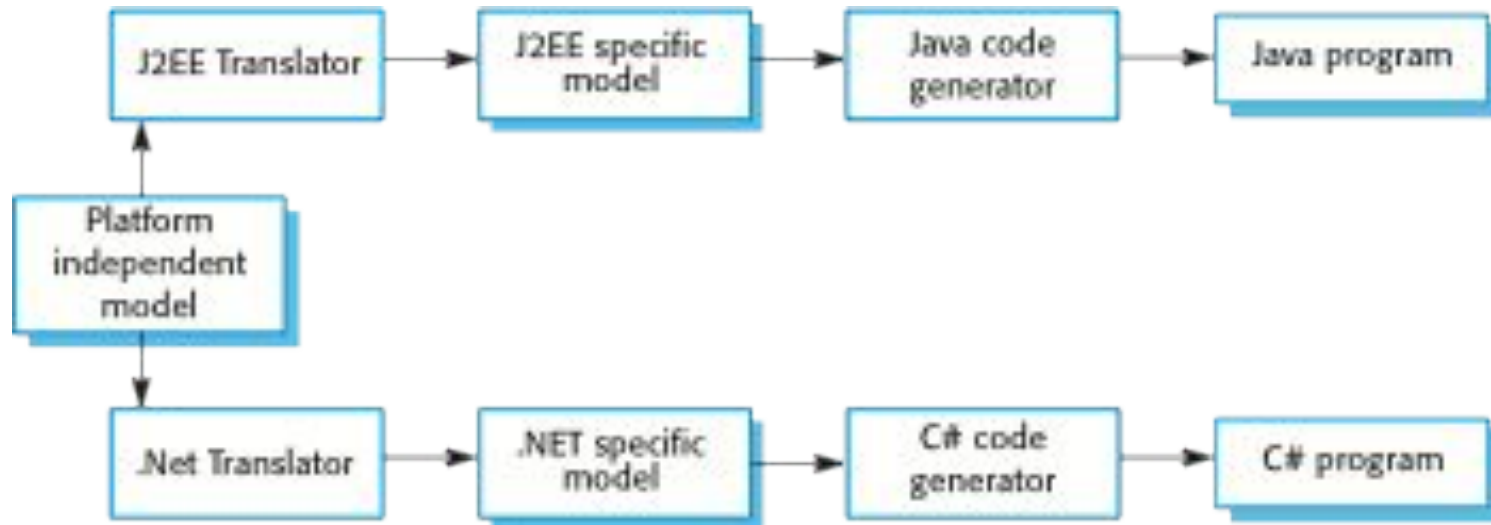 J2EE Translator
J2EE specific
model
Java code
generator
Java program
Platform
independent
model
.Net Translator
.NET specific
model
C# code
generator
C# program